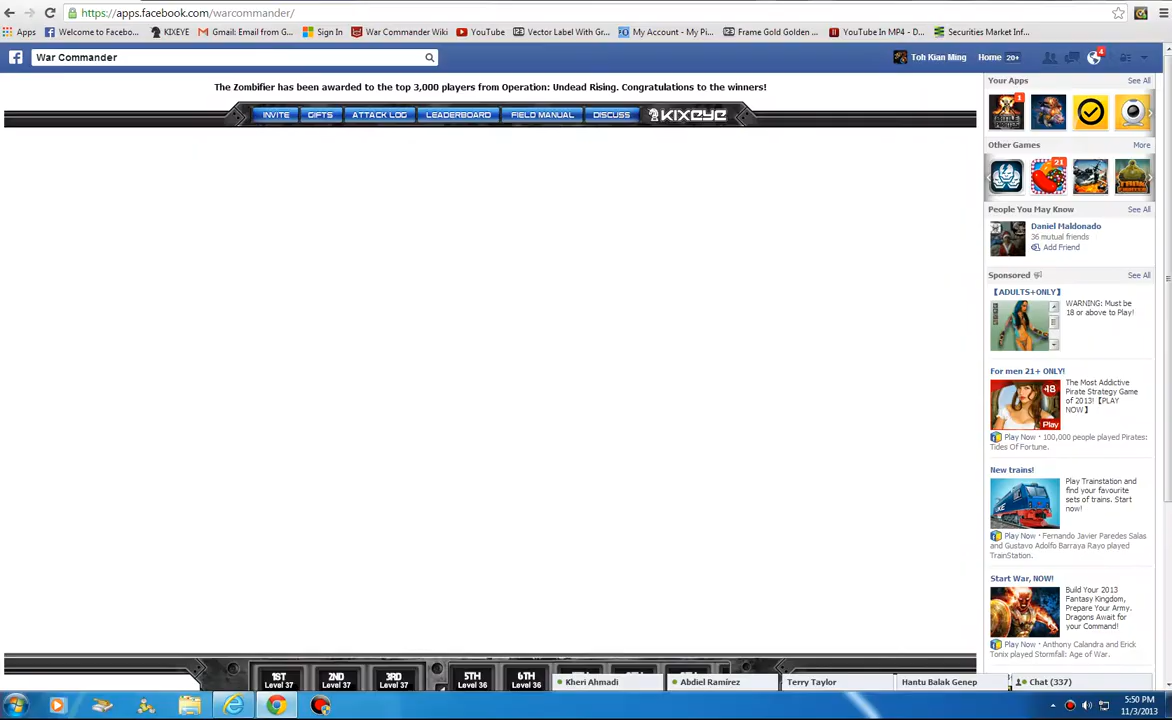 https://apps.facebook.com/warcommander/
Apps Welcome to Facebo... KIXEYE Gmail: Email from G... Sign In War Commander Wiki YouTube Vector Label With Gr... My Account - My Pi... Frame Gold Golden ... YouTube In MP4 - D... Securities Market Inf...
War Commander
Toh Kian Ming Home 20+ 4
The Zombifier has been awarded to the top 3,000 players from Operation: Undead Rising. Congratulations to the winners!
INVITE GIFTS ATTACK LOG LEADERBOARD FIELD MANUAL DISCUSS KIXEYE
Your Apps See All
1
Other Games More
21
People You May Know See All
Daniel Maldonado
36 mutual friends
Add Friend
Sponsored See All
【ADULTS+ONLY】
WARNING: Must be
18 or above to Play!
For men 21+ ONLY!
The Most Addictive
Pirate Strategy Game
of 2013!【PLAY
NOW】
18
Play
Play Now · 100,000 people played Pirates:
Tides Of Fortune.
New trains!
Play Trainstation and
find your favourite
sets of trains. Start
now!
Play Now · Fernando Javier Paredes Salas
and Gustavo Adolfo Barraya Rayo played
TrainStation.
Start War, NOW!
Build Your 2013
Fantasy Kingdom,
Prepare Your Army.
Dragons Await for
your Command!
Play Now · Anthony Calandra and Erick
Tonix played Stormfall: Age of War.
1ST 2ND 3RD 5TH 6TH
Level 37 Level 37 Level 37 Level 36 Level 36
Kheri Ahmadi Abdiel Ramírez Terry Taylor Hantu Balak Genep Chat (337)
5:50 PM
11/3/2013